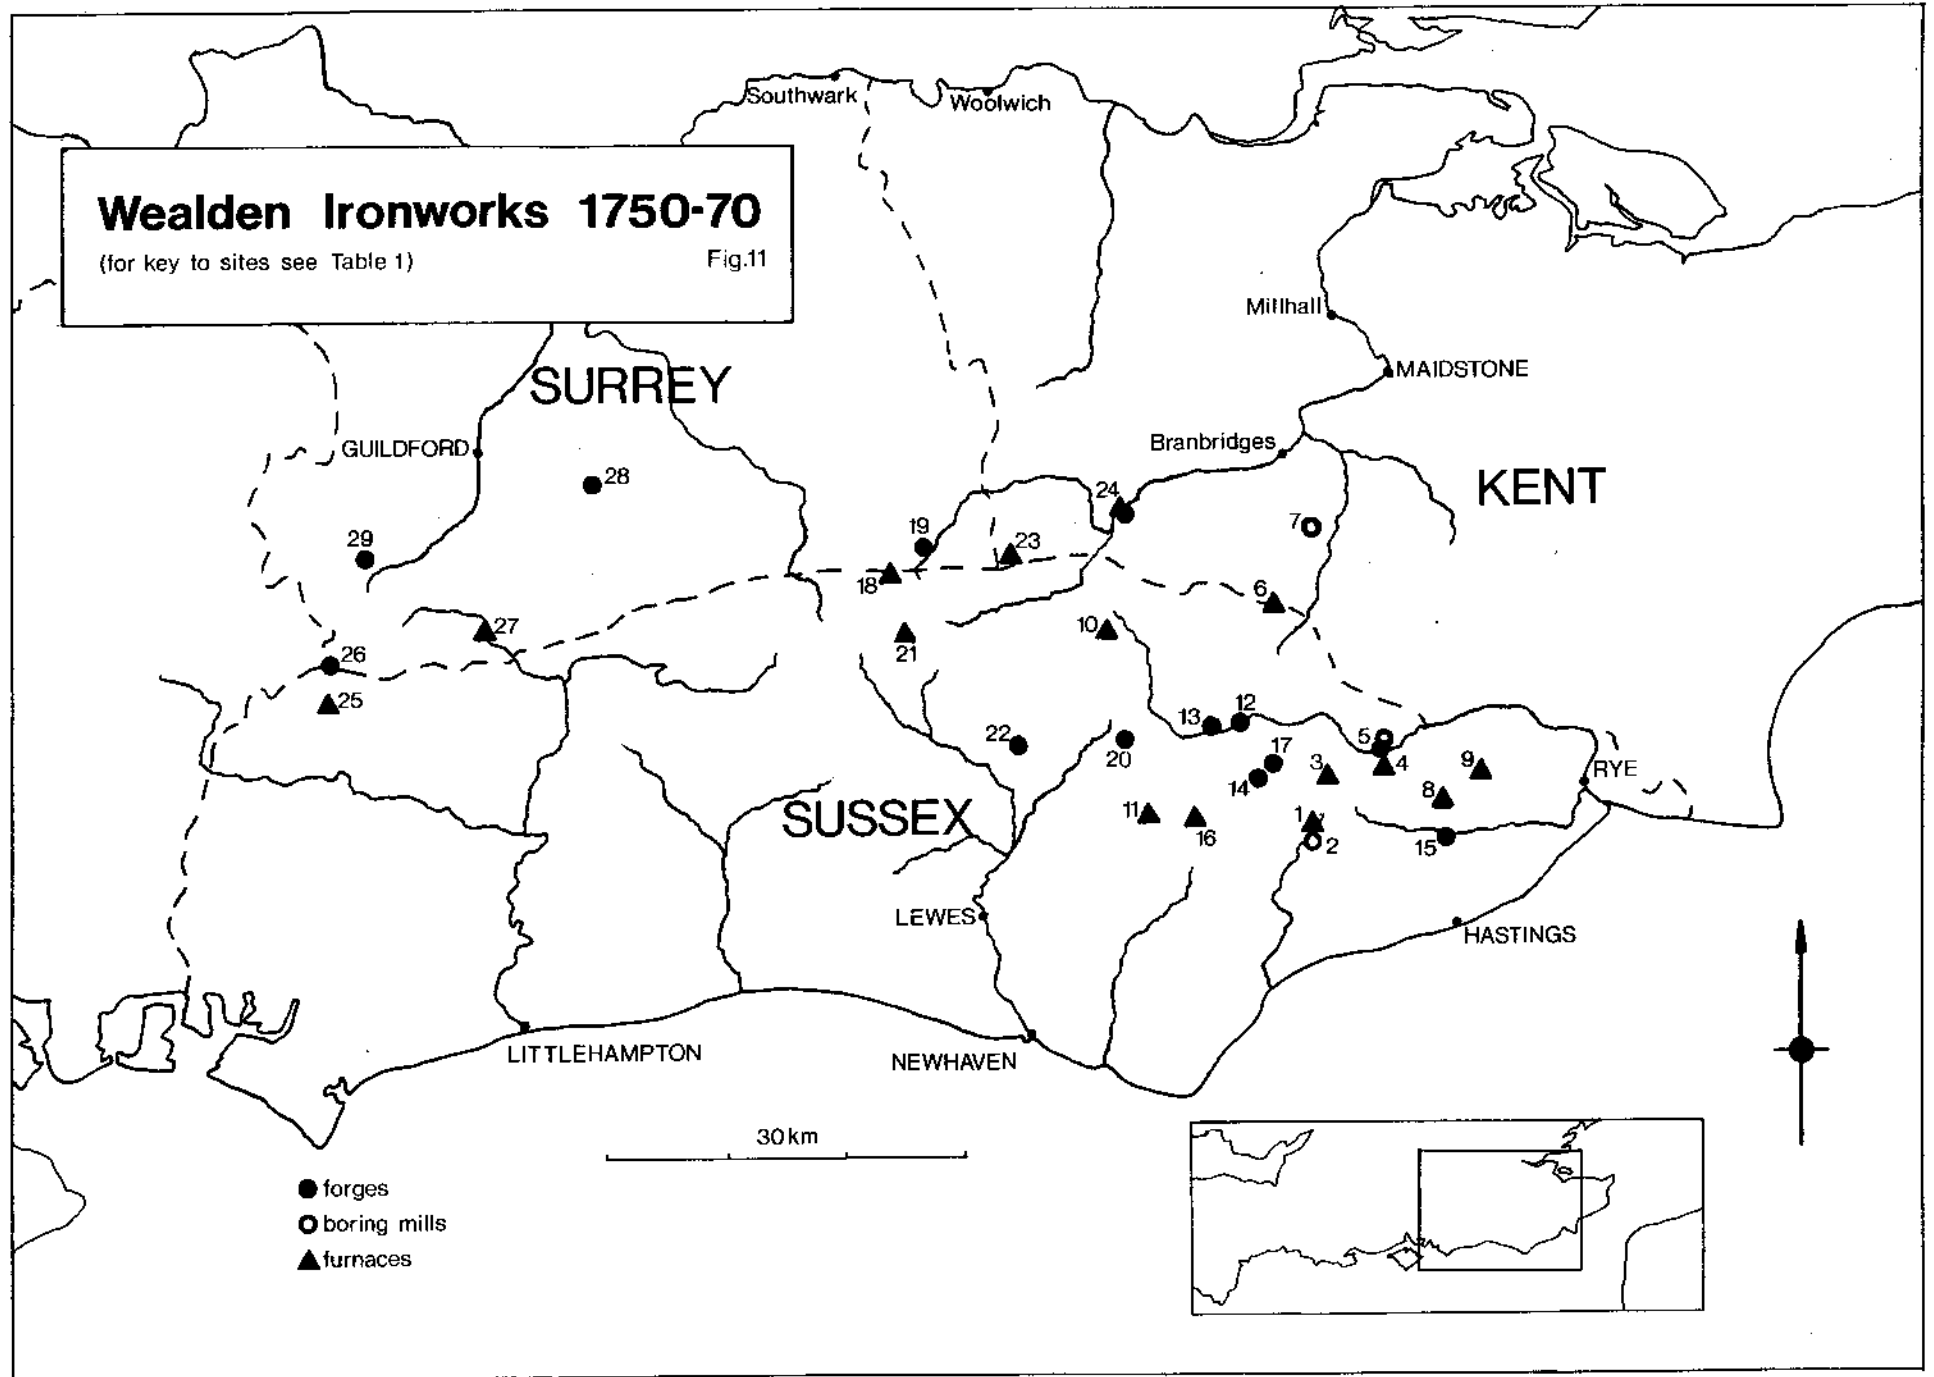 Southwark
Woolwich
Wealden Ironworks 1750-70
(for key to sites see Table 1)
Fig.11
Millhall
MAIDSTONE
SURREY
GUILDFORD
Branbridges
KENT
28
24
7
19
29
23
18
6
27
10
21
26
25
13
12
22
20
17
5
3
4
9
RYE
14
8
SUSSEX
11
16
1
2
15
LEWES
HASTINGS
LITTLEHAMPTON
NEWHAVEN
30km
forges
boring mills
furnaces